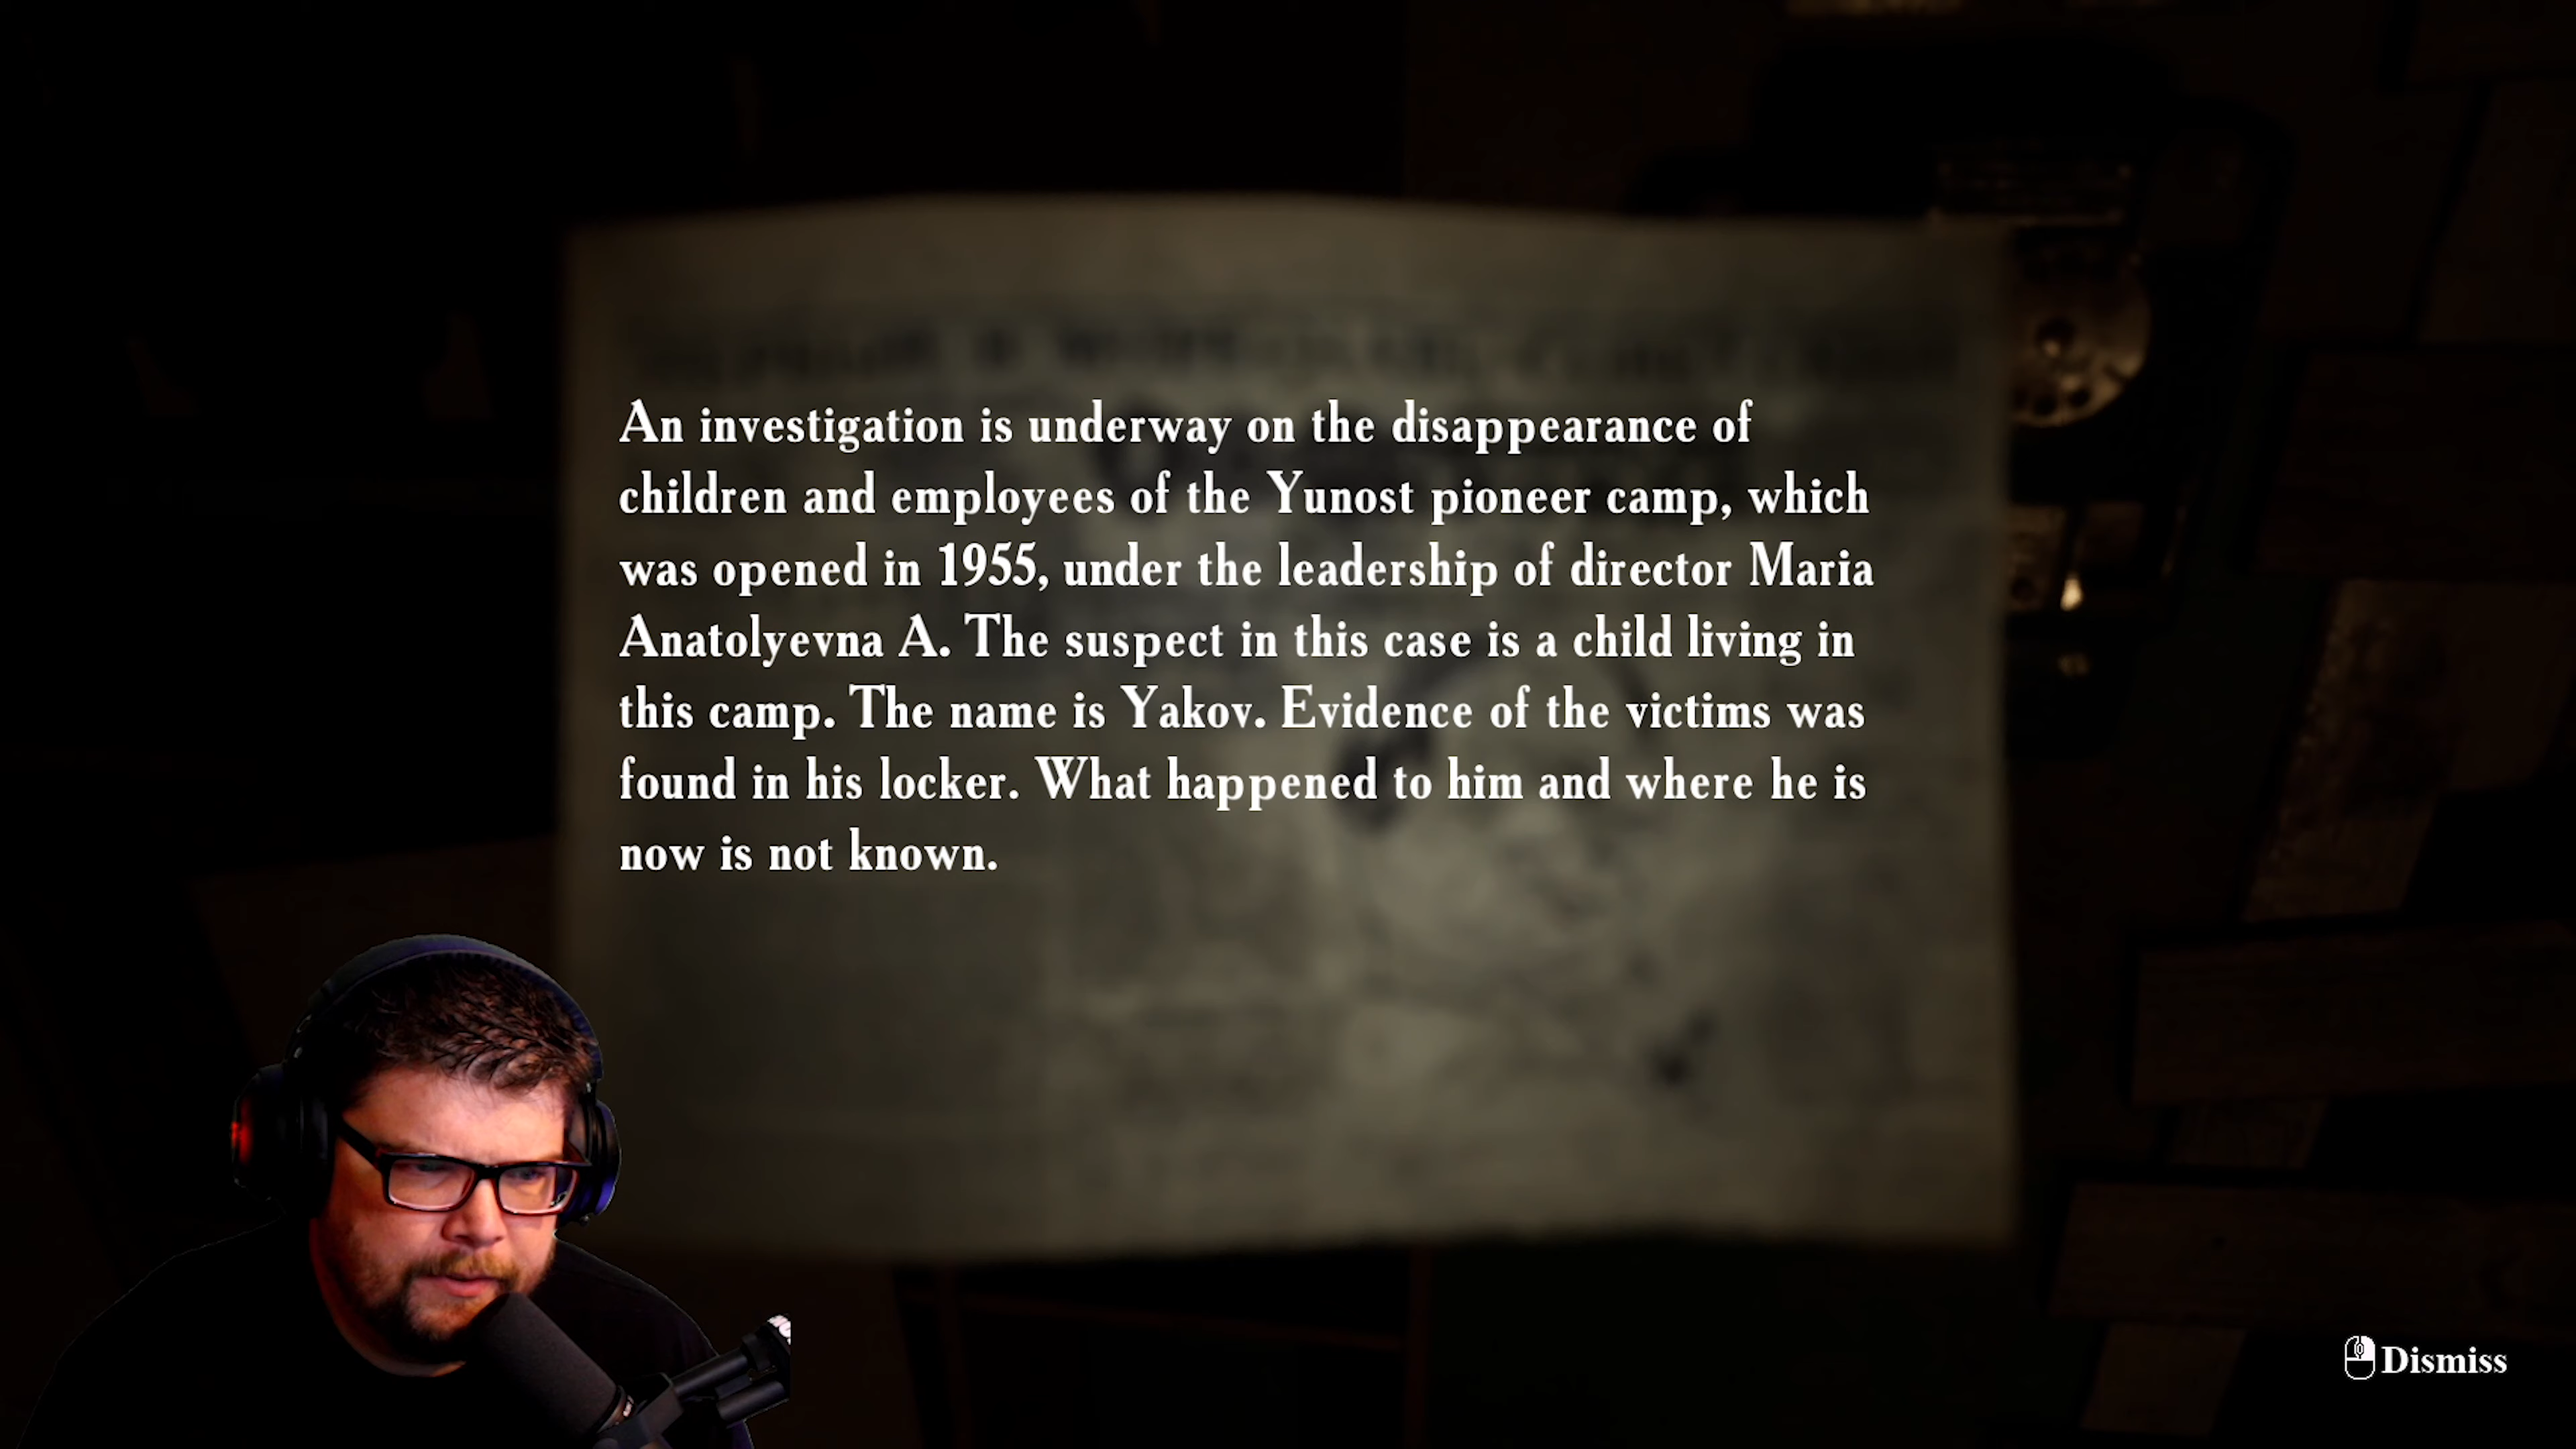 An investigation is underway on the disappearance of
children and employees of the Yunost pioneer camp, which
was opened in 1955, under the leadership of director Maria
Anatolyevna A. The suspect in this case is a child living in
this camp. The name is Yakov. Evidence of the victims was
found in his locker. What happened to him and where he is
now is not known.
Dismiss